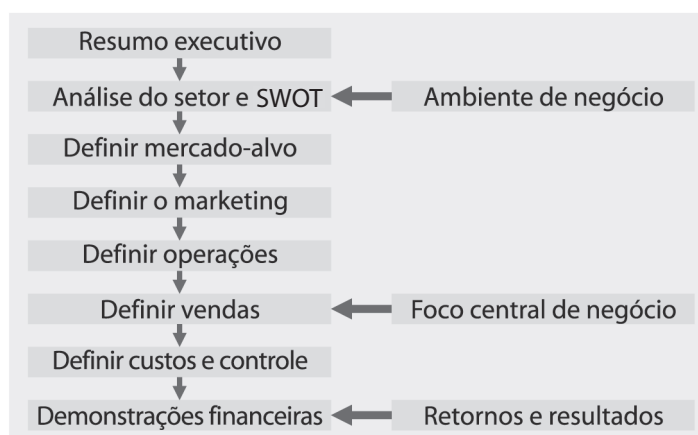 Resumo executivo
Análise do setor e SWOT
Ambiente de negócio
Definir mercado-alvo
Definir o marketing
Definir operações
Definir vendas
Foco central de negócio
Definir custos e controle
Demonstrações financeiras
Retornos e resultados